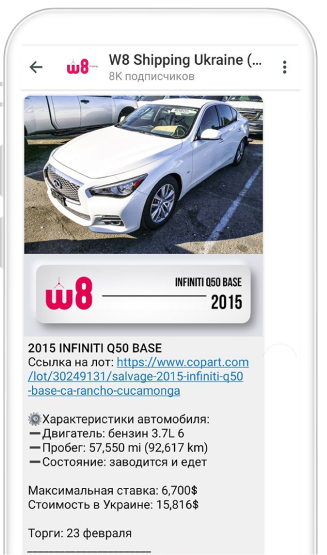 W8 Shipping Ukraine (...
8K подписчиков
w8
w8
INFINITI Q50 BASE
2015
2015 INFINITI Q50 BASE
Ссылка на лот: https://www.copart.com
/lot/30249131/salvage-2015-infiniti-q50
-base-ca-rancho-cucamonga
⚙️Характеристики автомобиля:
➖Двигатель: бензин 3.7L 6
➖Пробег: 57,550 mi (92,617 km)
➖Состояние: заводится и едет
Максимальная ставка: 6,700$
Стоимость в Украине: 15,816$
Торги: 23 февраля